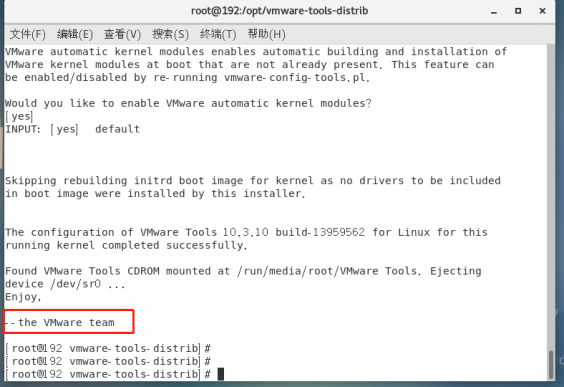 root@192:/opt/vmware-tools-distrib
文件(F) 编辑(E) 查看(V) 搜索(S) 终端(T) 帮助(H)
VMware automatic kernel modules enables automatic building and installation of
VMware kernel modules at boot that are not already present. This feature can
be enabled/disabled by re-running vmware-config-tools.pl.
Would you like to enable VMware automatic kernel modules?
[yes]
INPUT: [yes] default
Skipping rebuilding initrd boot image for kernel as no drivers to be included
in boot image were installed by this installer.
The configuration of VMware Tools 10.3.10 build-13959562 for Linux for this
running kernel completed successfully.
Found VMware Tools CDROM mounted at /run/media/root/VMware Tools. Ejecting
device /dev/sr0 ...
Enjoy,
--the VMware team
[root@192 vmware-tools-distrib]#
[root@192 vmware-tools-distrib]#
[root@192 vmware-tools-distrib]#